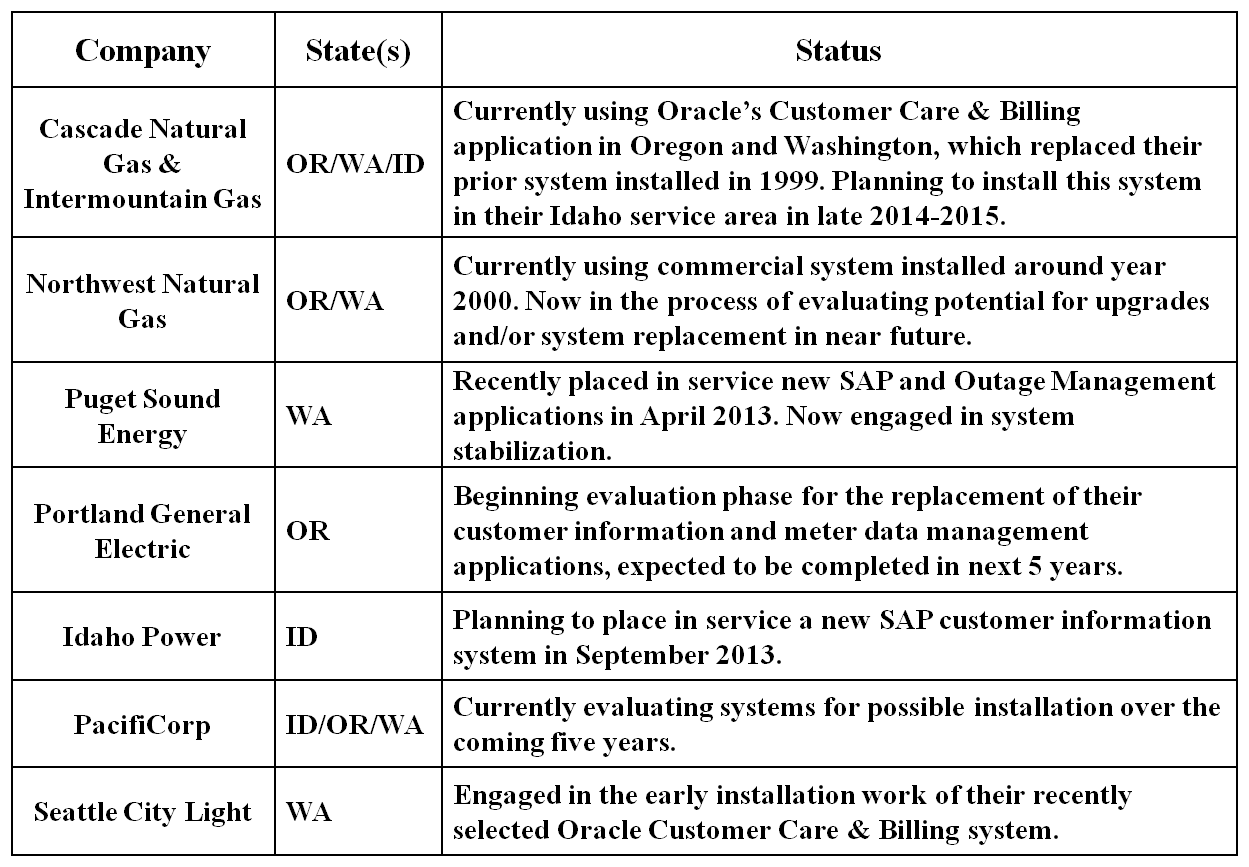 Company State(s) Status
Cascade Natural
Gas &
Intermountain Gas
OR/WA/ID
Currently using Oracle’s Customer Care & Billing
application in Oregon and Washington, which replaced their
prior system installed in 1999. Planning to install this system
in their Idaho service area in late 2014-2015.
Northwest Natural
Gas
OR/WA
Currently using commercial system installed around year
2000. Now in the process of evaluating potential for upgrades
and/or system replacement in near future.
Puget Sound
Energy
WA
Recently placed in service new SAP and Outage Management
applications in April 2013. Now engaged in system
stabilization.
Portland General
Electric
OR
Beginning evaluation phase for the replacement of their
customer information and meter data management
applications, expected to be completed in next 5 years.
Idaho Power
ID
Planning to place in service a new SAP customer information
system in September 2013.
PacifiCorp
ID/OR/WA
Currently evaluating systems for possible installation over the
coming five years.
Seattle City Light
WA
Engaged in the early installation work of their recently
selected Oracle Customer Care & Billing system.